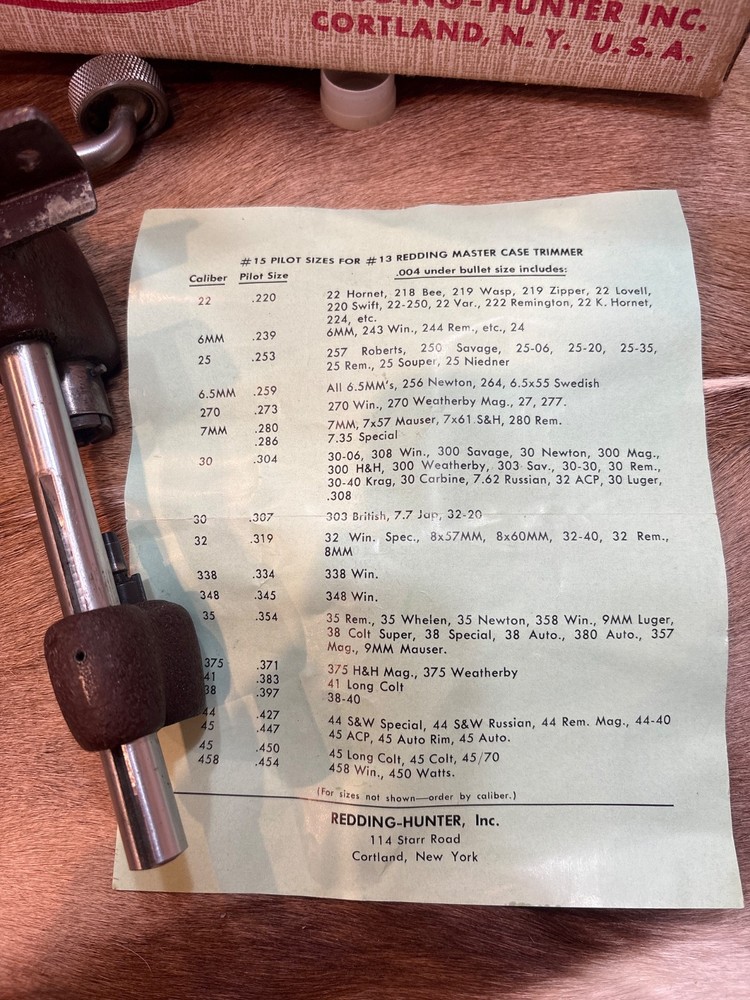 HUNTER INC.
CORTLAND, N. Y. U. S. A.
#15 PILOT SIZES FOR #13 REDDING MASTER CASE TRIMMER
Caliber Pilot Size .004 under bullet size includes:
22 .220 22 Hornet, 218 Bee, 219 Wasp, 219 Zipper, 22 Lovell,
220 Swift, 22-250, 22 Var., 222 Remington, 22 K. Hornet,
224, etc.
6MM .239 6MM, 243 Win., 244 Rem., etc., 24
25 .253 257 Roberts, 250 Savage, 25-06, 25-20, 25-35,
25 Rem., 25 Souper, 25 Niedner
6.5MM .259 All 6.5MM's, 256 Newton, 264, 6.5x55 Swedish
270 .273 270 Win., 270 Weatherby Mag., 27, 277.
7MM .280 7MM, 7x57 Mauser, 7x61 S&H, 280 Rem.
.286 7.35 Special
30 .304 30-06, 308 Win., 300 Savage, 30 Newton, 300 Mag.,
300 H&H, 300 Weatherby, 303 Sav., 30-30, 30 Rem.,
30-40 Krag, 30 Carbine, 7.62 Russian, 32 ACP, 30 Luger,
.308
30 .307 303 British, 7.7 Jap, 32-20
32 .319 32 Win. Spec., 8x57MM, 8x60MM, 32-40, 32 Rem.,
8MM
338 .334 338 Win.
348 .345 348 Win.
35 .354 35 Rem., 35 Whelen, 35 Newton, 358 Win., 9MM Luger,
38 Colt Super, 38 Special, 38 Auto., 380 Auto., 357
Mag., 9MM Mauser.
375 .371 375 H&H Mag., 375 Weatherby
41 .383 41 Long Colt
38 .397 38-40
44 .427 44 S&W Special, 44 S&W Russian, 44 Rem. Mag., 44-40
45 .447 45 ACP, 45 Auto Rim, 45 Auto.
45 .450 45 Long Colt, 45 Colt, 45/70
458 .454 458 Win., 450 Watts.
(For sizes not shown—order by caliber.)
REDDING-HUNTER, Inc.
114 Starr Road
Cortland, New York